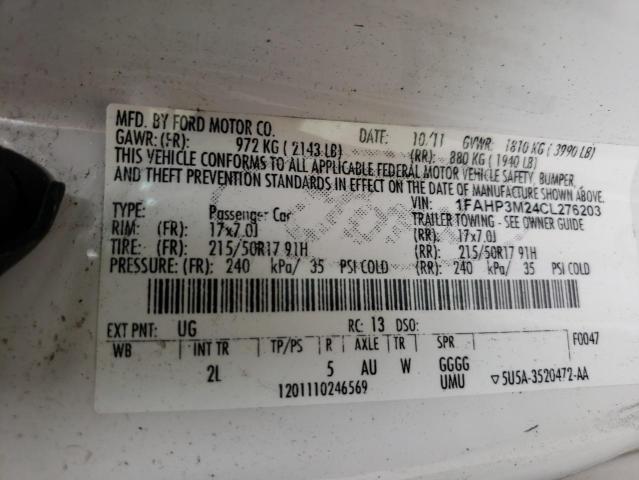 MFD. BY FORD MOTOR CO. DATE: 10/11 GVWR: 1810 KG ( 3990 LB)
GAWR: (FR): 972 KG ( 2143 LB) (RR): 880 KG ( 1940 LB)
THIS VEHICLE CONFORMS TO ALL APPLICABLE FEDERAL MOTOR VEHICLE SAFETY, BUMPER,
AND THEFT PREVENTION STANDARDS IN EFFECT ON THE DATE OF MANUFACTURE SHOWN ABOVE.
VIN: 1FAHP3M24CL276203
TYPE: Passenger Car TRAILER TOWING - SEE OWNER GUIDE
RIM: (FR): 17x7.0J (RR): 17x7.0J
TIRE: (FR): 215/50R17 91H (RR): 215/50R17 91H
PRESSURE: (FR): 240 kPa/ 35 PSI COLD (RR): 240 kPa/ 35 PSI COLD
EXT PNT: UG RC: 13 DSO: F0047
WB INT TR TP/PS R AXLE TR SPR
2L 5 AU W GGGG
UMU
1201110246569 ▽5U5A-3520472-AA